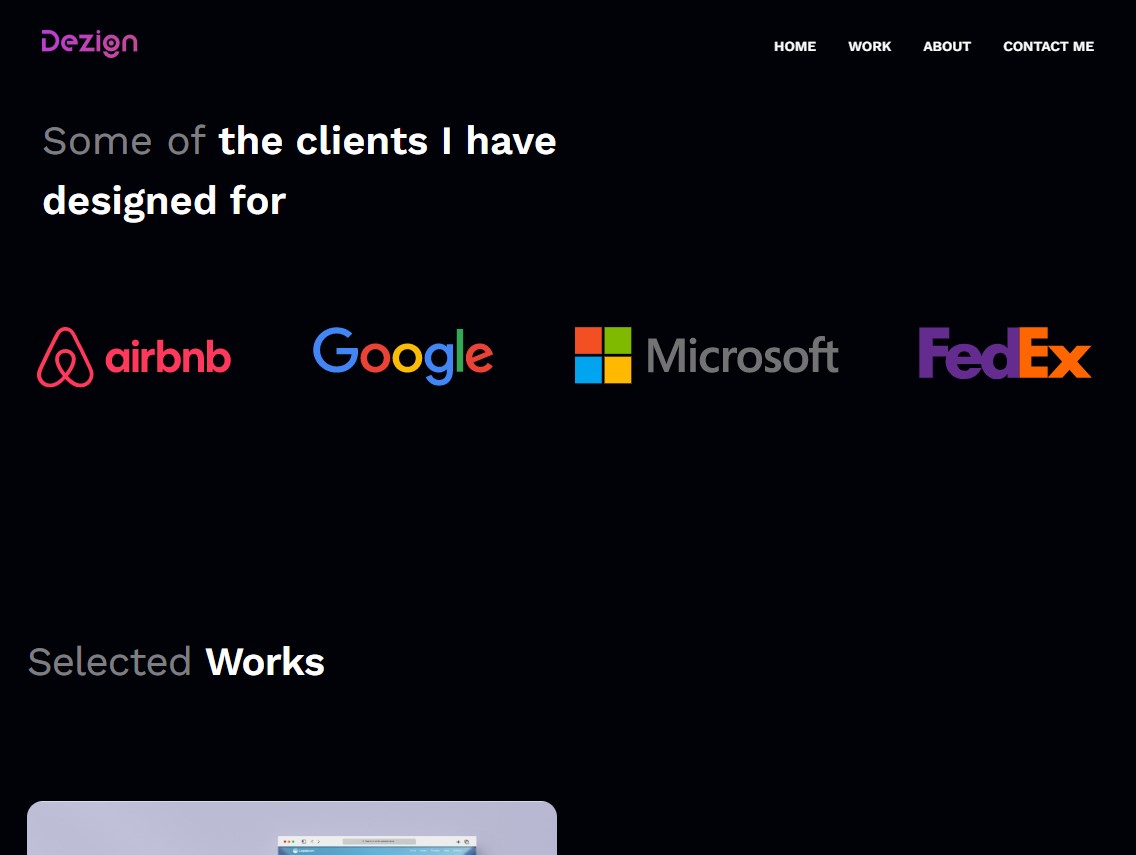 Dezign
HOME WORK ABOUT CONTACT ME
Some of the clients I have
designed for
airbnb Google Microsoft FedEx
Selected Works